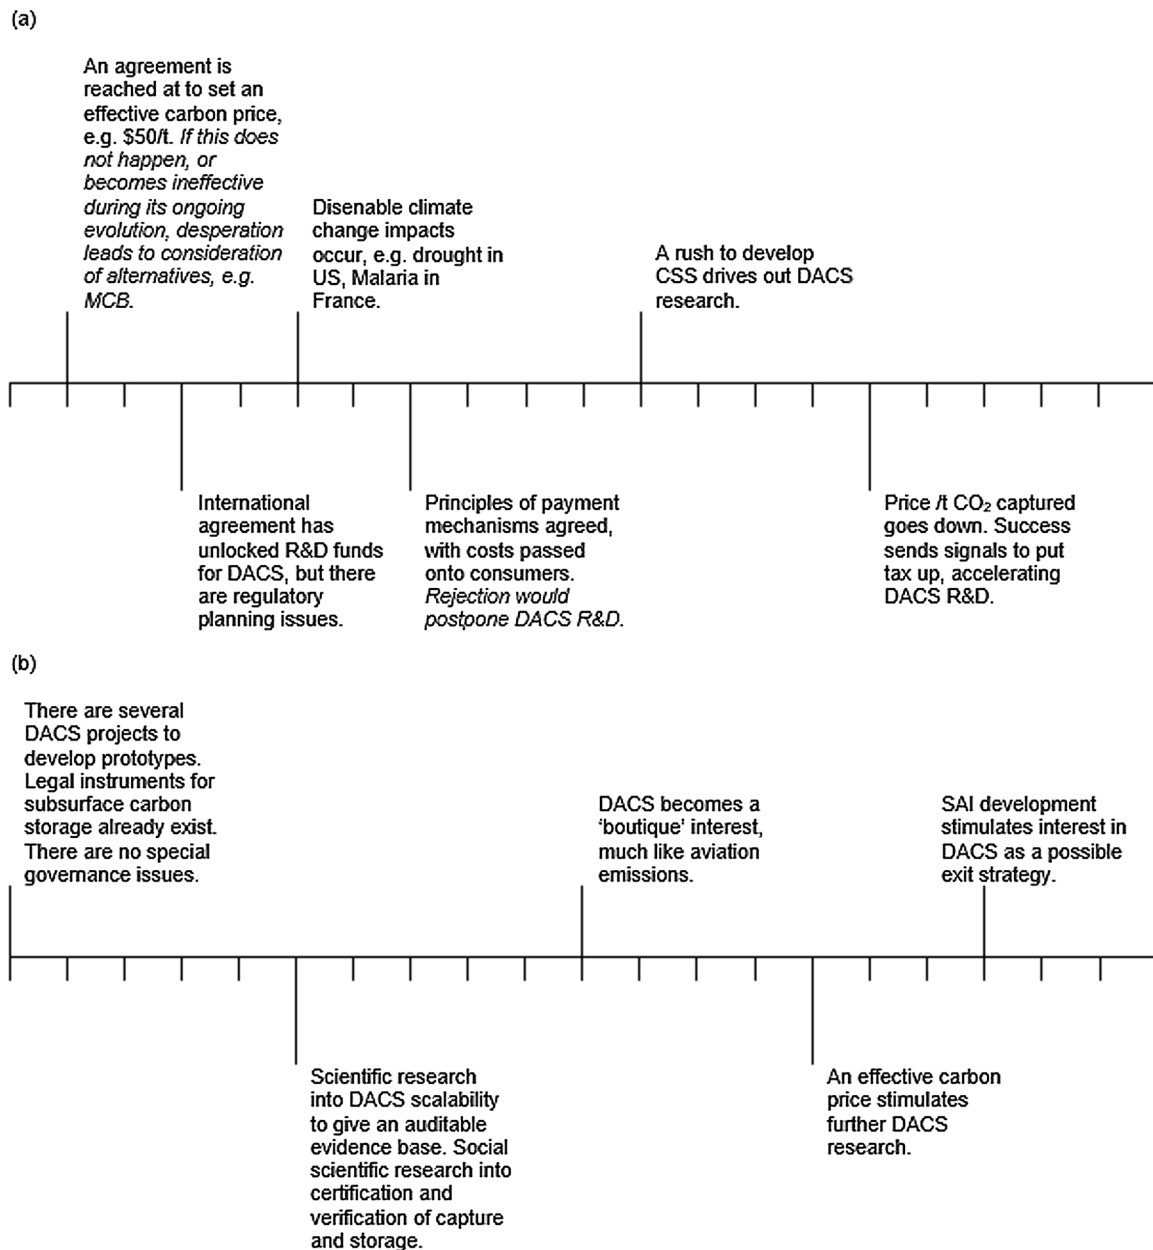 (a)
An agreement is
reached at to set an
effective carbon price,
e.g. $50/t. If this does
not happen, or
becomes ineffective
during its ongoing
evolution, desperation
leads to consideration
of alternatives, e.g.
MCB.
Disenable climate
change impacts
occur, e.g. drought in
US, Malaria in
France.
A rush to develop
CSS drives out DACS
research.
International
agreement has
unlocked R&D funds
for DACS, but there
are regulatory
planning issues.
Principles of payment
mechanisms agreed,
with costs passed
onto consumers.
Rejection would
postpone DACS R&D.
Price /t CO₂ captured
goes down. Success
sends signals to put
tax up, accelerating
DACS R&D.
(b)
There are several
DACS projects to
develop prototypes.
Legal instruments for
subsurface carbon
storage already exist.
There are no special
governance issues.
DACS becomes a
‘boutique’ interest,
much like aviation
emissions.
SAI development
stimulates interest in
DACS as a possible
exit strategy.
Scientific research
into DACS scalability
to give an auditable
evidence base. Social
scientific research into
certification and
verification of capture
and storage.
An effective carbon
price stimulates
further DACS
research.